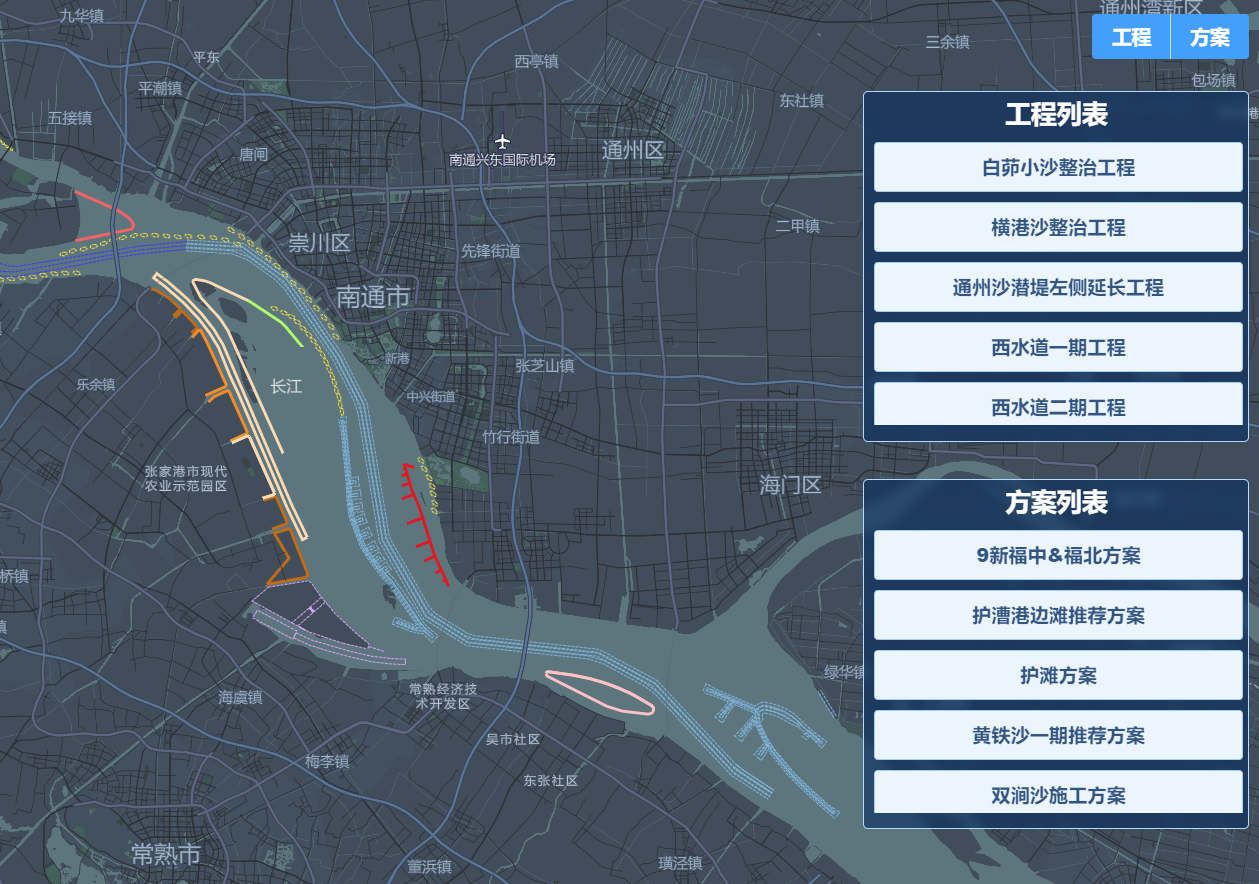 九华镇
通州湾新区
工程
方案
三余镇
平东
西亭镇
包场镇
平潮镇
东社镇
五接镇
工程列表
唐闸
通州区
南通兴东国际机场
白茆小沙整治工程
横港沙整治工程
二甲镇
崇川区
先锋街道
通州沙潜堤左侧延长工程
南通市
西水道一期工程
新港
张芝山镇
乐余镇
长江
中兴街道
西水道二期工程
竹行街道
张家港市现代
农业示范园区
海门区
方案列表
9新福中&福北方案
桥镇
护漕港边滩推荐方案
绿华镇
护滩方案
海虞镇
常熟经济技
术开发区
吴市社区
黄铁沙一期推荐方案
梅李镇
东张社区
双涧沙施工方案
常熟市
董浜镇
璜泾镇